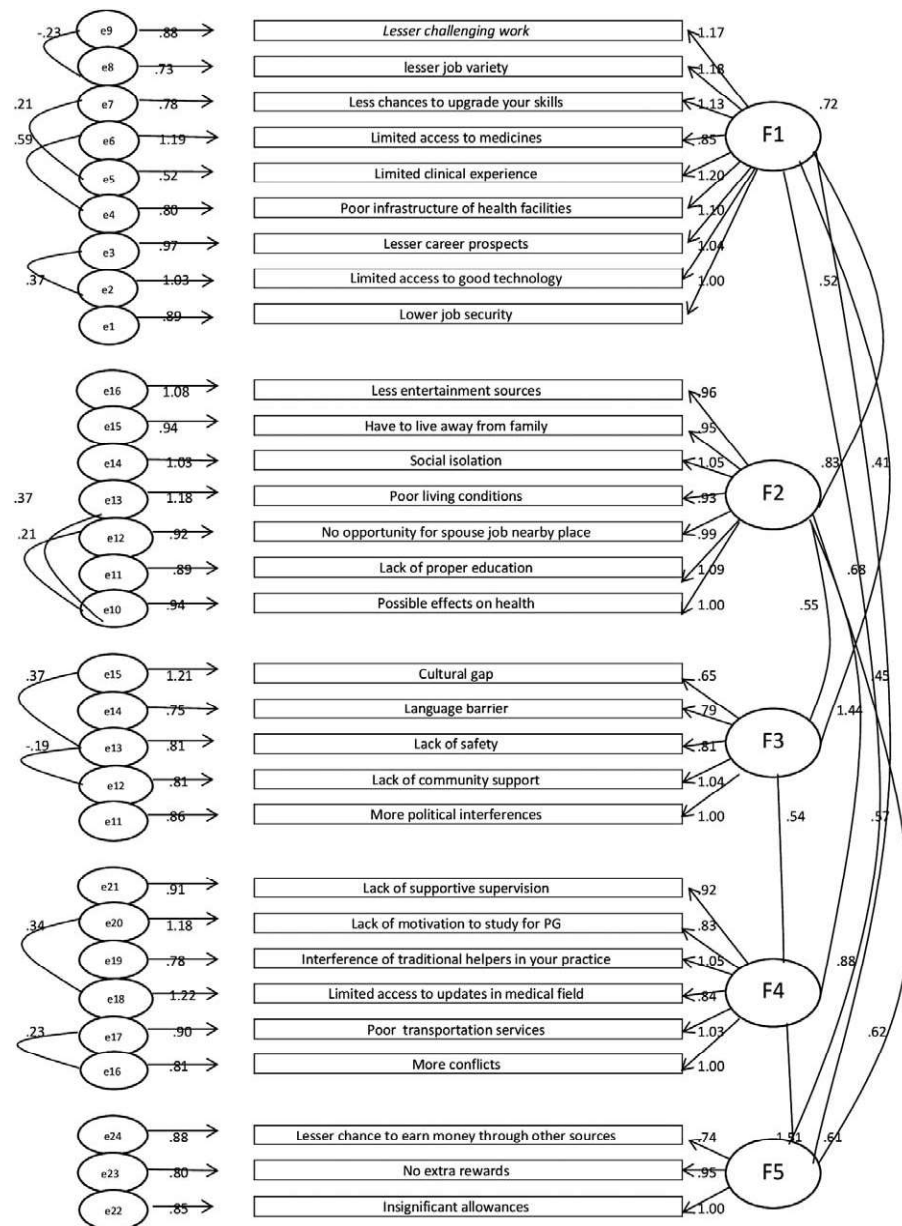 e9 .88 Lesser challenging work 1.17
-.23
e8 .73 lesser job variety 1.18
.21 e7 .78 Less chances to upgrade your skills 1.13 .72
.59 e6 1.19 Limited access to medicines .85 F1
e5 .52 Limited clinical experience 1.20
e4 .80 Poor infrastructure of health facilities 1.10
e3 .97 Lesser career prospects 1.04
.37 e2 1.03 Limited access to good technology 1.00 .52
e1 .89 Lower job security
e16 1.08 Less entertainment sources .96
e15 .94 Have to live away from family .95
e14 1.03 Social isolation 1.05 .83 .41
.37 e13 1.18 Poor living conditions .93 F2
.21 e12 .92 No opportunity for spouse job nearby place .99
e11 .89 Lack of proper education 1.09 .68
e10 .94 Possible effects on health 1.00 .55
.37 e15 1.21 Cultural gap .65 .45
e14 .75 Language barrier .79 1.44
-.19 e13 .81 Lack of safety .81 F3
e12 .81 Lack of community support 1.04
e11 .86 More political interferences 1.00 .54 .57
e21 .91 Lack of supportive supervision .92
.34 e20 1.18 Lack of motivation to study for PG .83
e19 .78 Interference of traditional helpers in your practice 1.05 .88
e18 1.22 Limited access to updates in medical field .84 F4
.23 e17 .90 Poor transportation services 1.03 .62
e16 .81 More conflicts 1.00
e24 .88 Lesser chance to earn money through other sources .74 .61
e23 .80 No extra rewards .95 F5
e22 .85 Insignificant allowances 1.00